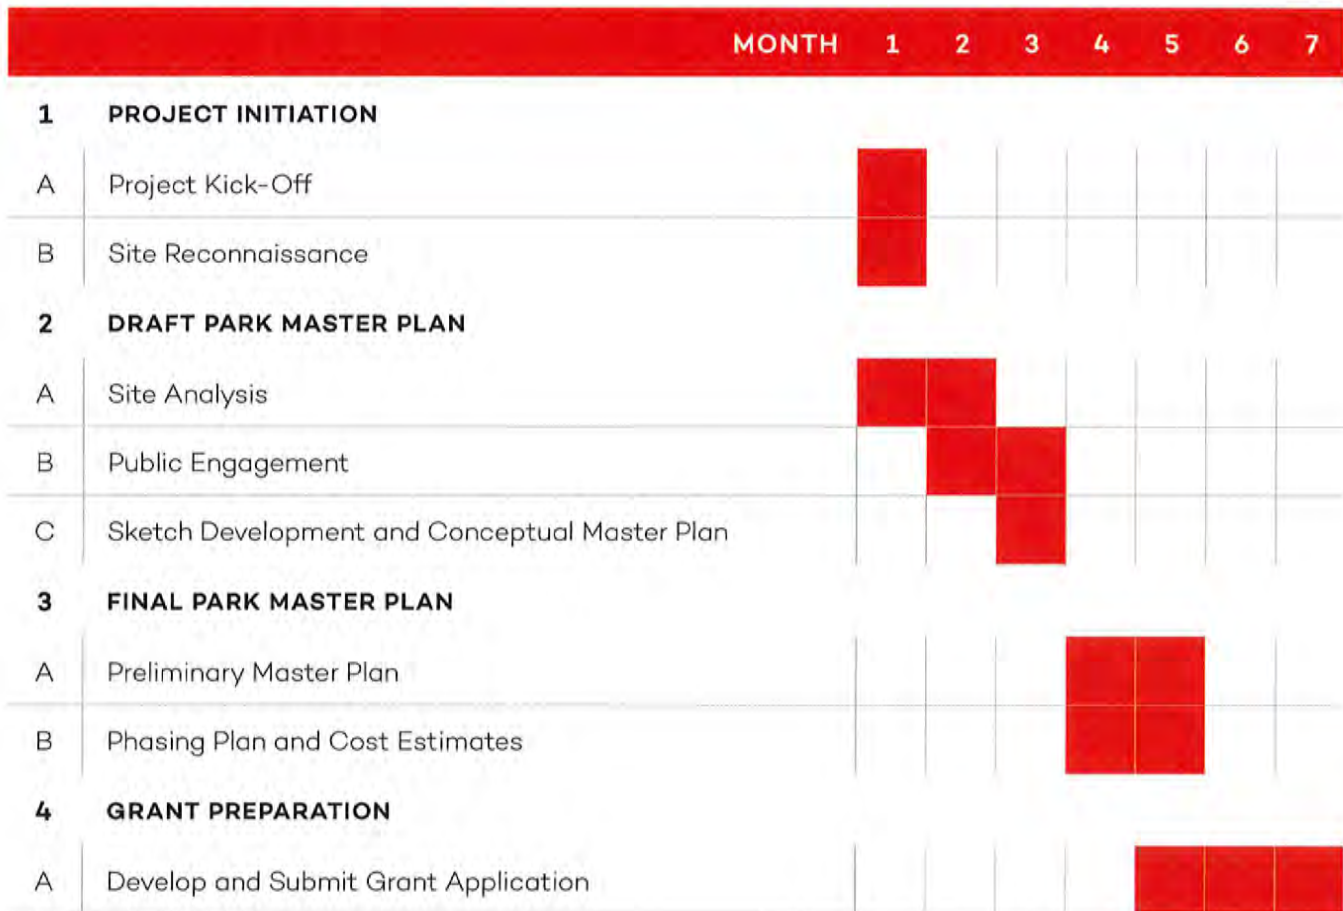 MONTH 1 2 3 4 5 6 7
1 PROJECT INITIATION
A Project Kick-Off
B Site Reconnaissance
2 DRAFT PARK MASTER PLAN
A Site Analysis
B Public Engagement
C Sketch Development and Conceptual Master Plan
3 FINAL PARK MASTER PLAN
A Preliminary Master Plan
B Phasing Plan and Cost Estimates
4 GRANT PREPARATION
A Develop and Submit Grant Application